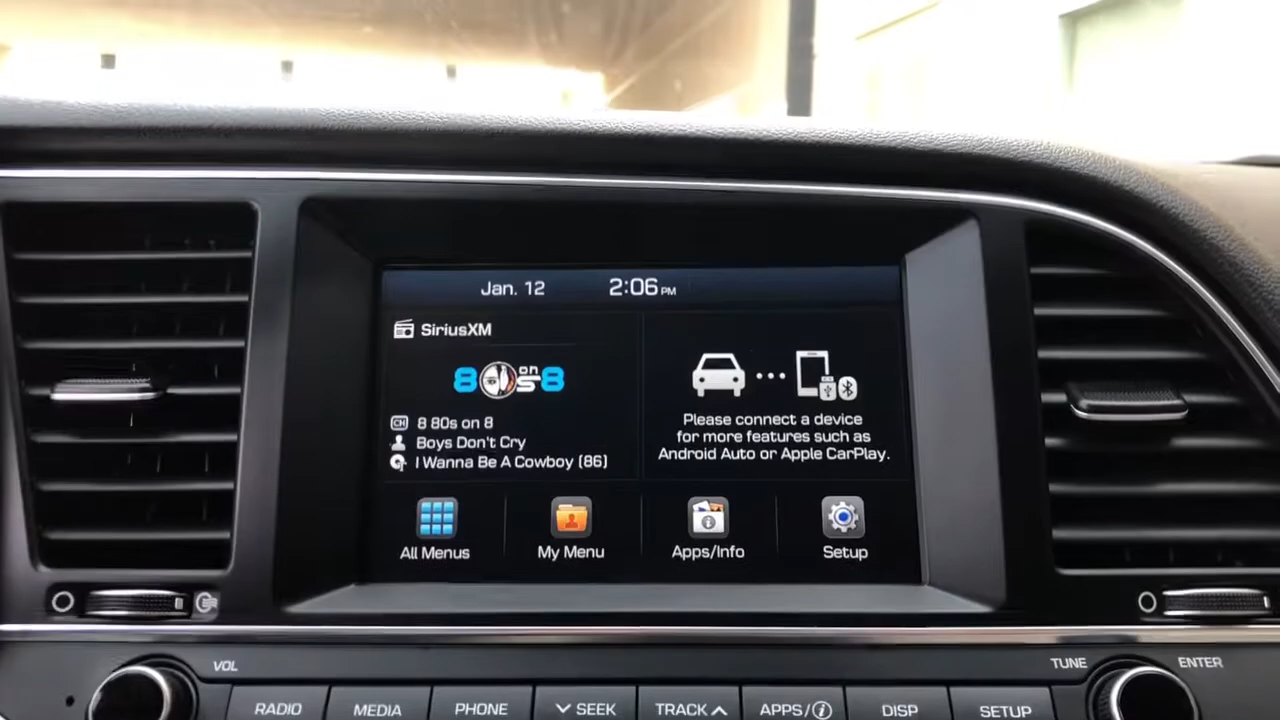 Jan. 12 2:06 PM
SiriusXM
80s on 8
CH 8 80s on 8
Boys Don't Cry
I Wanna Be A Cowboy (86)
Please connect a device
for more features such as
Android Auto or Apple CarPlay.
All Menus My Menu Apps/Info Setup
VOL TUNE ENTER
RADIO MEDIA PHONE SEEK TRACK APPS/i DISP SETUP